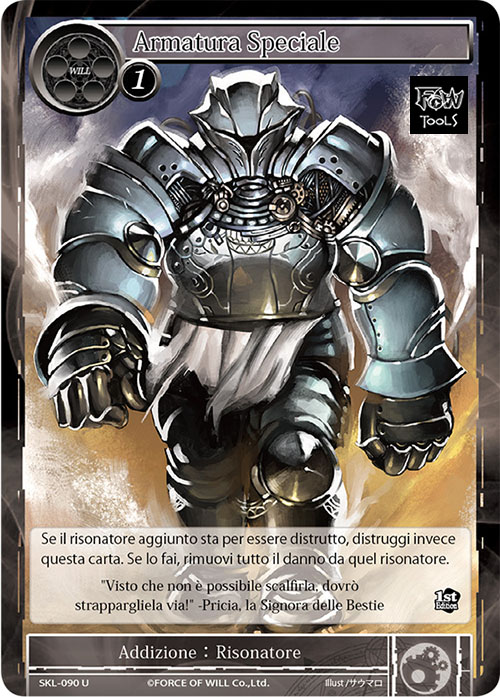 Armatura Speciale
WILL
1
FOW
TOOLS
Se il risonatore aggiunto sta per essere distrutto, distruggi invece
questa carta. Se lo fai, rimuovi tutto il danno da quel risonatore.
"Visto che non è possibile scalfirla, dovrò
strappargliela via!" -Pricia, la Signora delle Bestie
1st
Edition
Addizione : Risonatore
SKL-090 U ©FORCE OF WILL Co.,Ltd. Illust /サウマロ